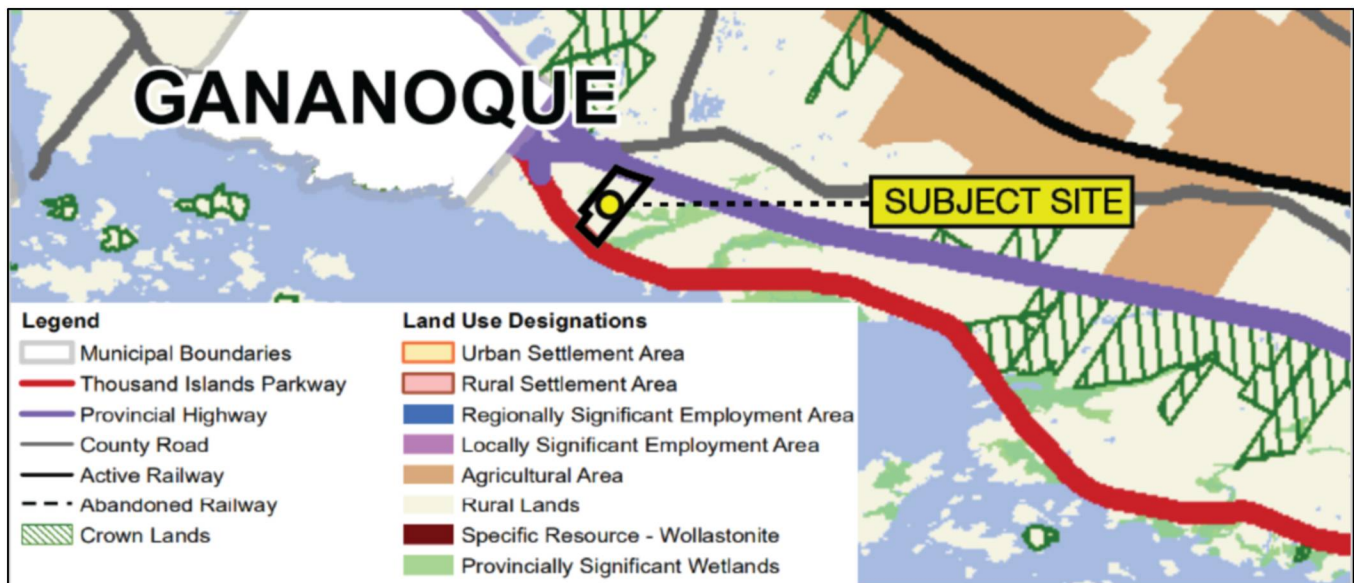 GANANOQUE
SUBJECT SITE
Legend
Municipal Boundaries
Thousand Islands Parkway
Provincial Highway
County Road
Active Railway
Abandoned Railway
Crown Lands
Land Use Designations
Urban Settlement Area
Rural Settlement Area
Regionally Significant Employment Area
Locally Significant Employment Area
Agricultural Area
Rural Lands
Specific Resource - Wollastonite
Provincially Significant Wetlands